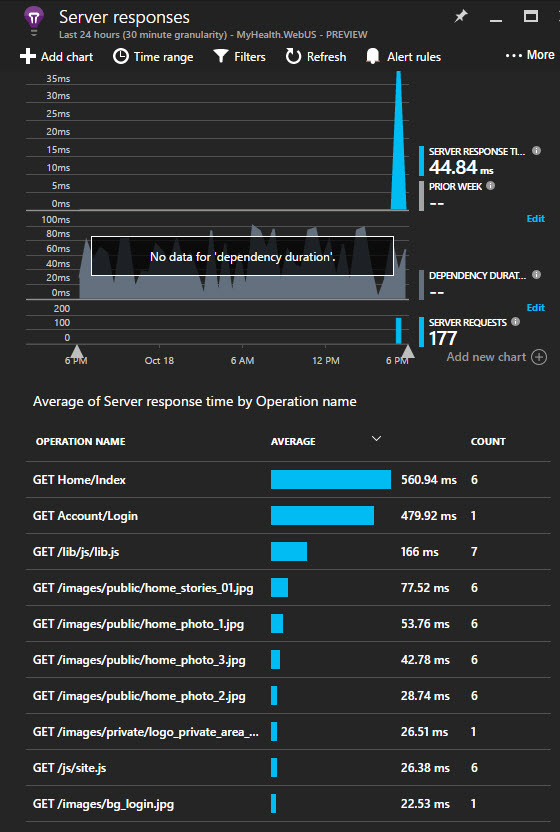 Server responses
Last 24 hours (30 minute granularity) - MyHealth.WebUS - PREVIEW
Add chart Time range Filters Refresh Alert rules ••• More
35ms
30ms
25ms
20ms
15ms
10ms
5ms
0ms
SERVER RESPONSE TI...
44.84 ms
PRIOR WEEK
--
Edit
100ms
80ms
60ms
40ms
20ms
0ms
No data for 'dependency duration'.
DEPENDENCY DURAT...
--
Edit
200
100
0
SERVER REQUESTS
177
6 PM Oct 18 6 AM 12 PM 6 PM
Add new chart
Average of Server response time by Operation name
OPERATION NAME AVERAGE COUNT
GET Home/Index 560.94 ms 6
GET Account/Login 479.92 ms 1
GET /lib/js/lib.js 166 ms 7
GET /images/public/home_stories_01.jpg 77.52 ms 6
GET /images/public/home_photo_1.jpg 53.76 ms 6
GET /images/public/home_photo_3.jpg 42.78 ms 6
GET /images/public/home_photo_2.jpg 28.74 ms 6
GET /images/private/logo_private_area_... 26.51 ms 1
GET /js/site.js 26.38 ms 6
GET /images/bg_login.jpg 22.53 ms 1